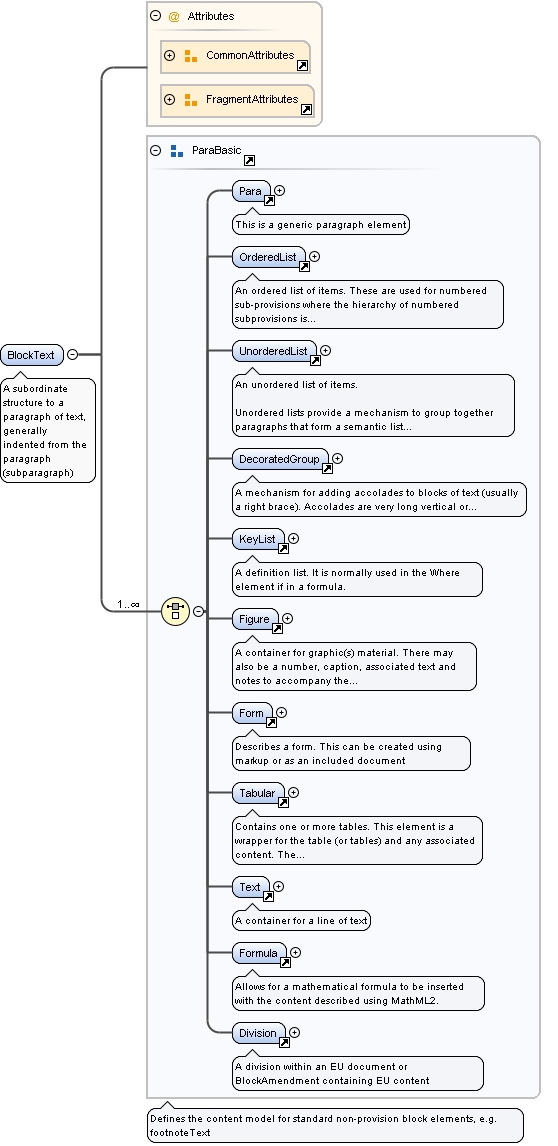 @ Attributes
CommonAttributes
FragmentAttributes
ParaBasic
Para
This is a generic paragraph element
OrderedList
An ordered list of items. These are used for numbered
sub-provisions where the hierarchy of numbered
subprovisions is...
UnorderedList
An unordered list of items.
Unordered lists provide a mechanism to group together
paragraphs that form a semantic list...
BlockText
A subordinate
structure to a
paragraph of text,
generally
indented from the
paragraph
(subparagraph)
DecoratedGroup
A mechanism for adding accolades to blocks of text (usually
a right brace). Accolades are very long vertical or...
KeyList
A definition list. It is normally used in the Where
element if in a formula.
1..∞
Figure
A container for graphic(s) material. There may
also be a number, caption, associated text and
notes to accompany the...
Form
Describes a form. This can be created using
markup or as an included document
Tabular
Contains one or more tables. This element is a
wrapper for the table (or tables) and any associated
content. The...
Text
A container for a line of text
Formula
Allows for a mathematical formula to be inserted
with the content described using MathML2.
Division
A division within an EU document or
BlockAmendment containing EU content
Defines the content model for standard non-provision block elements, e.g.
footnoteText